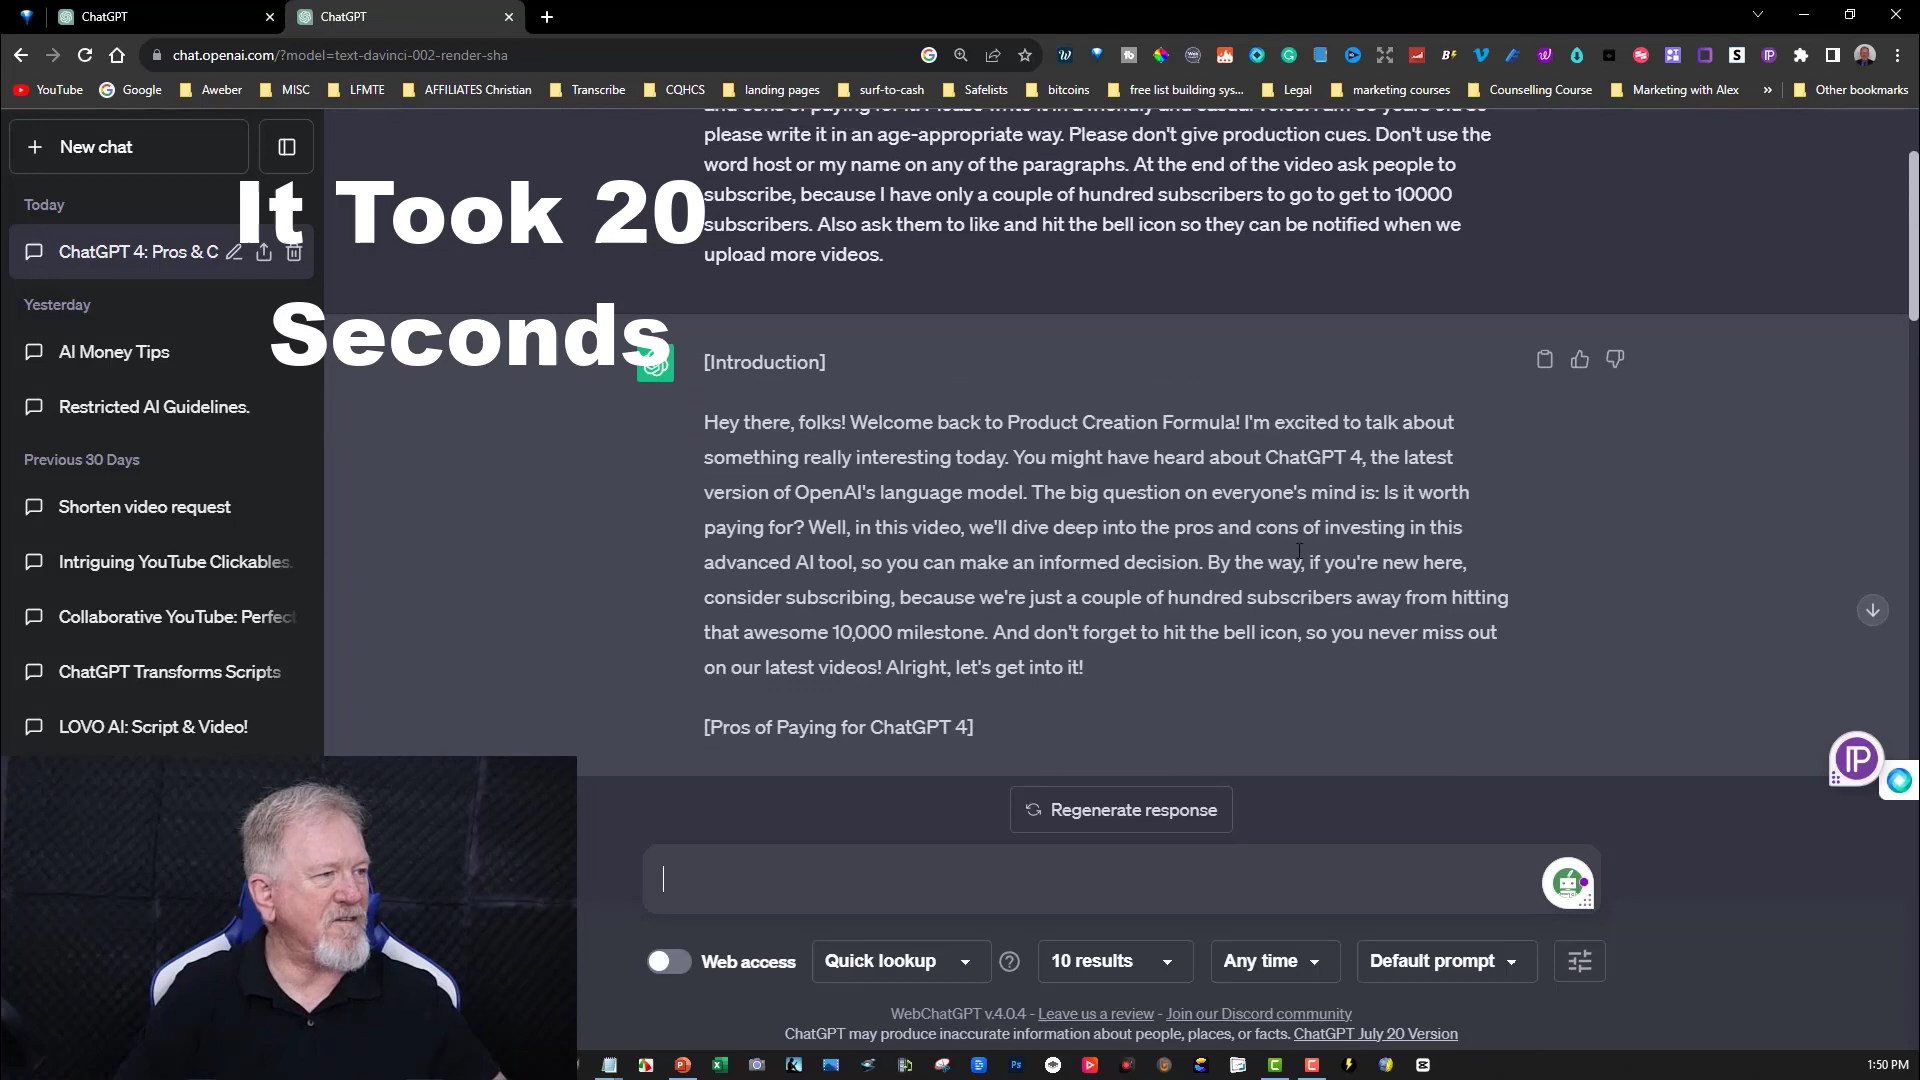 ChatGPT
ChatGPT
chat.openai.com/?model=text-davinci-002-render-sha
YouTube Google Aweber MISC LFMTE AFFILIATES Christian Transcribe CQHCS landing pages surf-to-cash Safelists bitcoins free list building sys... Legal marketing courses Counselling Course Marketing with Alex » Other bookmarks
New chat
Today
ChatGPT 4: Pros & C
Yesterday
AI Money Tips
Restricted AI Guidelines.
Previous 30 Days
Shorten video request
Intriguing YouTube Clickables.
Collaborative YouTube: Perfect
ChatGPT Transforms Scripts
LOVO AI: Script & Video!
It Took 20
Seconds
please write it in an age-appropriate way. Please don't give production cues. Don't use the
word host or my name on any of the paragraphs. At the end of the video ask people to
subscribe, because I have only a couple of hundred subscribers to go to get to 10000
subscribers. Also ask them to like and hit the bell icon so they can be notified when we
upload more videos.
[Introduction]
Hey there, folks! Welcome back to Product Creation Formula! I'm excited to talk about
something really interesting today. You might have heard about ChatGPT 4, the latest
version of OpenAI's language model. The big question on everyone's mind is: Is it worth
paying for? Well, in this video, we'll dive deep into the pros and cons of investing in this
advanced AI tool, so you can make an informed decision. By the way, if you're new here,
consider subscribing, because we're just a couple of hundred subscribers away from hitting
that awesome 10,000 milestone. And don't forget to hit the bell icon, so you never miss out
on our latest videos! Alright, let's get into it!
[Pros of Paying for ChatGPT 4]
Regenerate response
Web access Quick lookup 10 results Any time Default prompt
WebChatGPT v.4.0.4 - Leave us a review - Join our Discord community
ChatGPT may produce inaccurate information about people, places, or facts. ChatGPT July 20 Version
1:50 PM